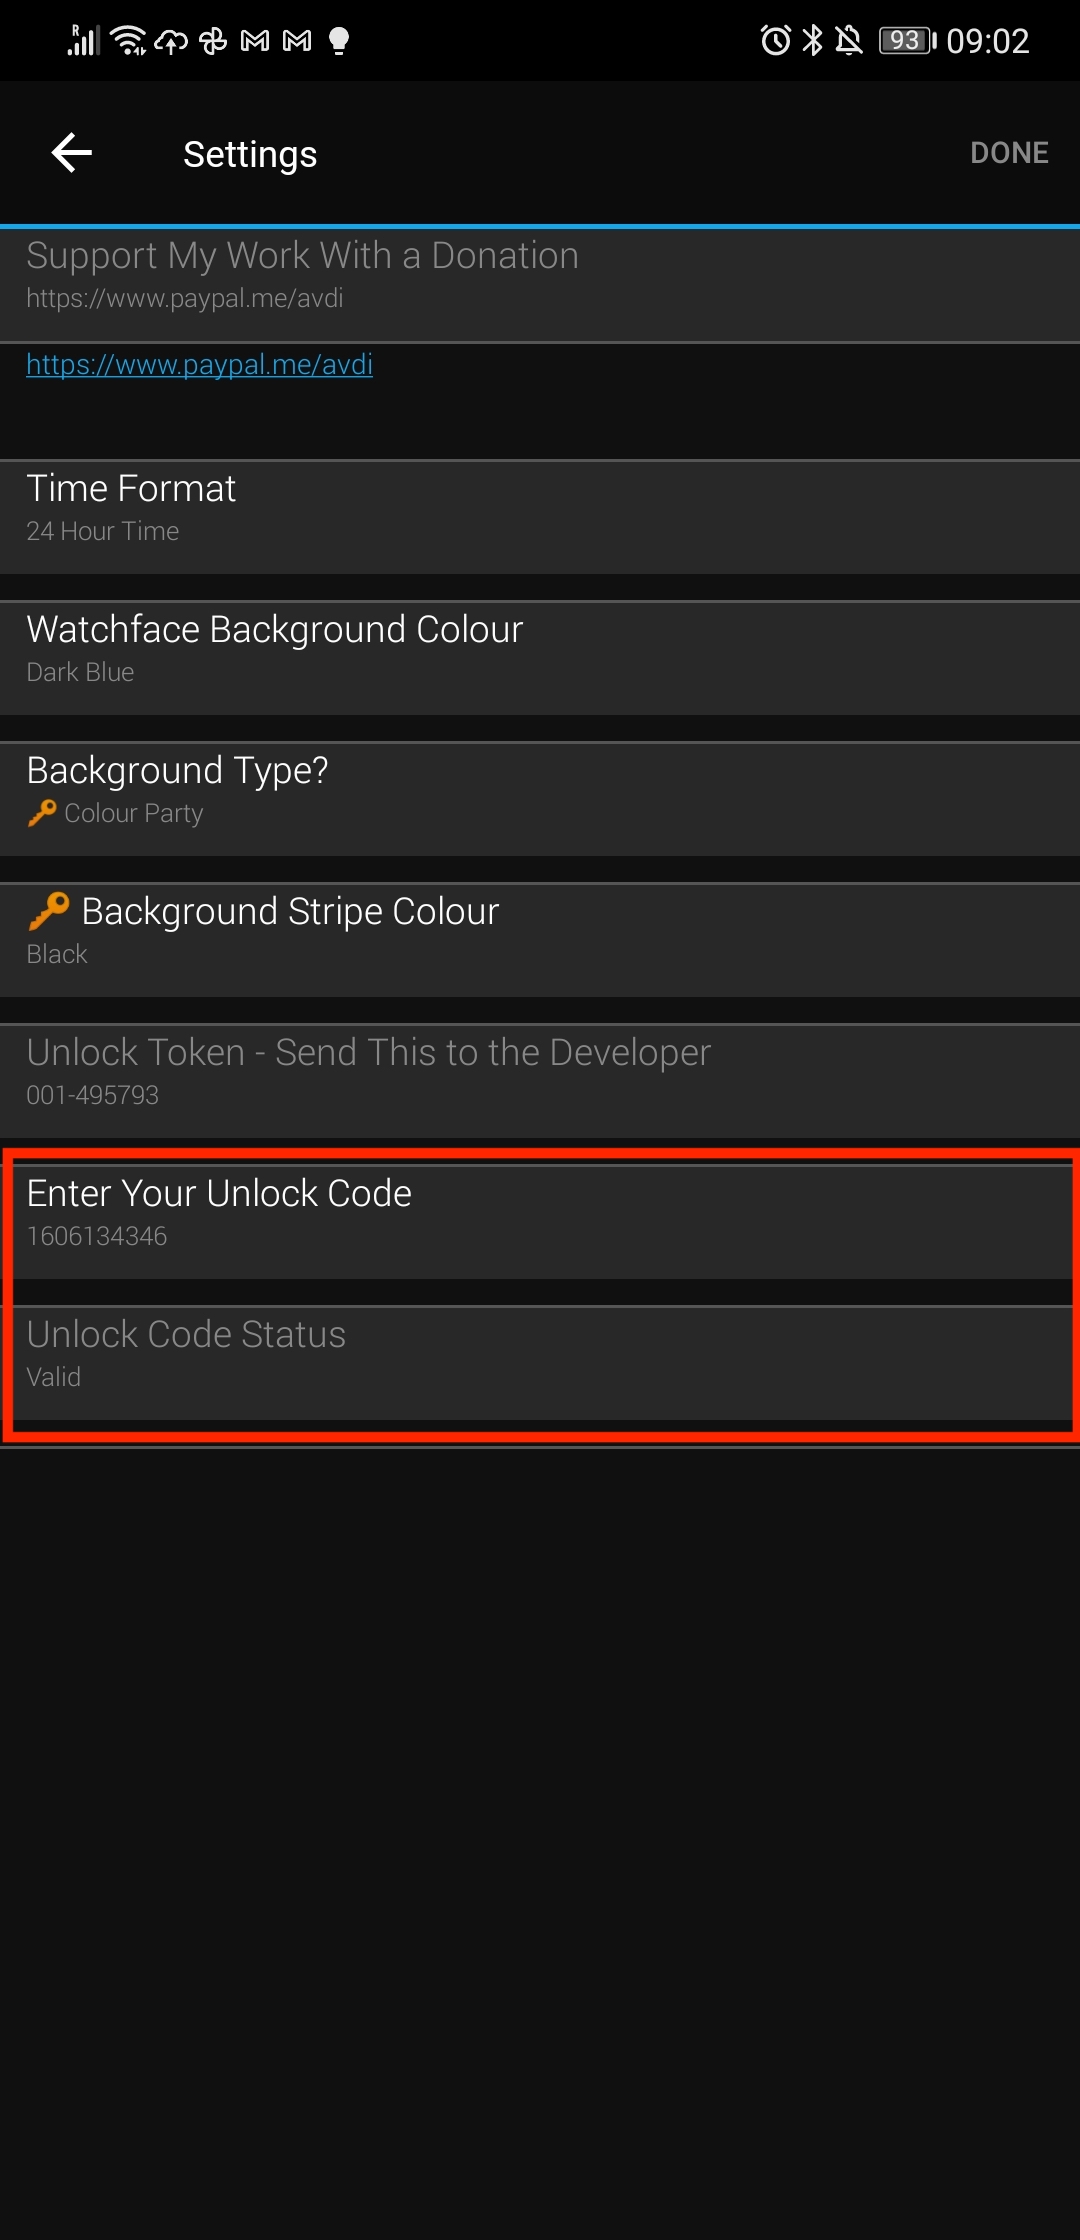 R
93 09:02
Settings
DONE
Support My Work With a Donation
https://www.paypal.me/avdi
https://www.paypal.me/avdi
Time Format
24 Hour Time
Watchface Background Colour
Dark Blue
Background Type?
🔑 Colour Party
🔑 Background Stripe Colour
Black
Unlock Token - Send This to the Developer
001-495793
Enter Your Unlock Code
1606134346
Unlock Code Status
Valid